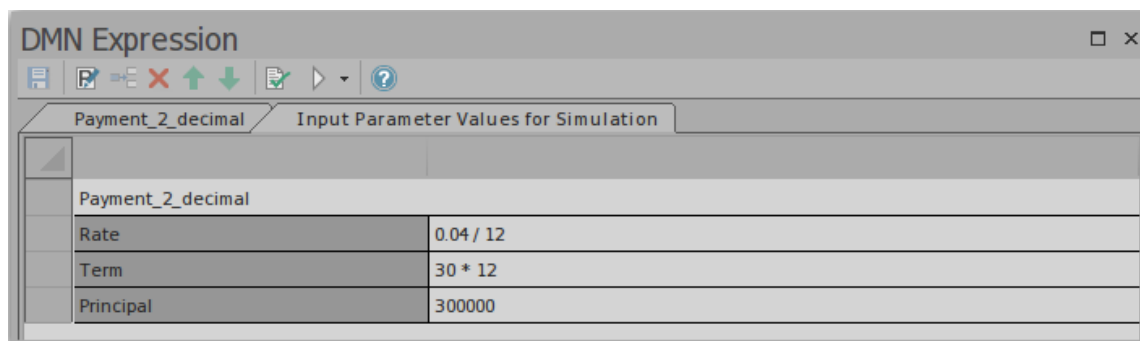 DMN Expression
Payment_2_decimal
Input Parameter Values for Simulation
Payment_2_decimal
Rate 0.04 / 12
Term 30 * 12
Principal 300000